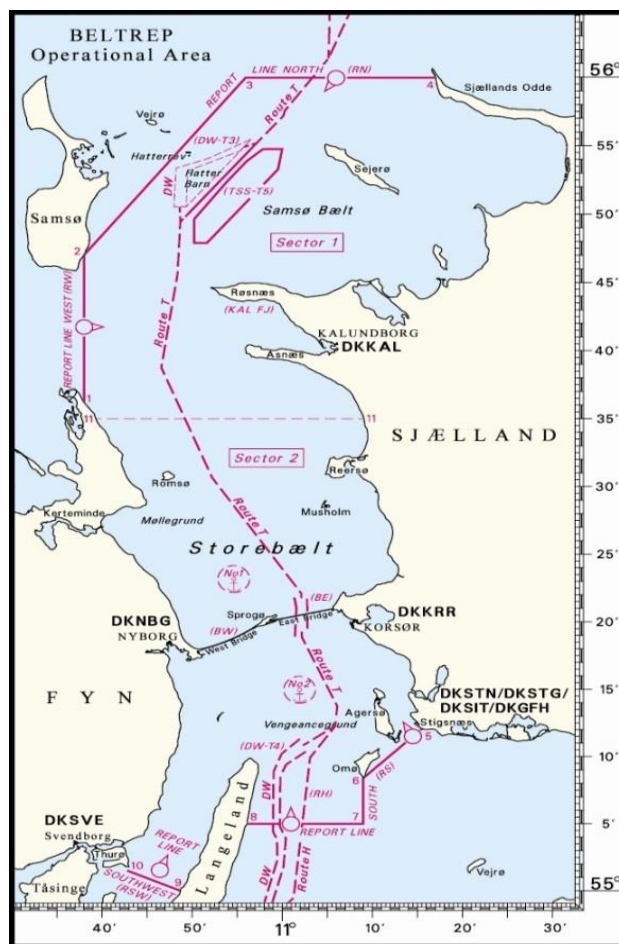 BELTREP
Operational Area
56°
REPORT
LINE NORTH
(RN)
3
4
Sjællands Odde
Vejrø
Route T
Hatterrev
(DW-T3)
55'
Hatter
Barn
DW
(TSS-T5)
Sejerø
Samsø
Samsø Bælt
50'
2
Sector 1
45'
REPORT LINE WEST (RW)
Røsnæs
(KAL FJ)
Route T
KALUNDBORG
DKKAL
Asnæs
40'
1
11
11
35'
SJÆLLAND
Sector 2
Romsø
Reersø
Musholm
30'
Kerteminde
Møllegrund
Route T
Storebælt
25'
No1
(BE)
Sprogø
East Bridge
DKKRR
KORSØR
20'
DKNBG
NYBORG
(BW)
West Bridge
Route T
FYN
No2
15'
Agersø
DKSTN/DKSTG/
DKSIT/DKGFH
Stigsnæs
Vengeancegrund
5
(DW-T4)
10'
Omø
6
(RS)
SOUTH
DW
(RH)
8
7
REPORT LINE
5'
DKSVE
Svendborg
REPORT
LINE
Langeland
Thurø
10
9
SOUTHWEST
(RSW)
Tåsinge
DW
Route H
Vejrø
55°
40'
50'
11°
10'
20'
30'